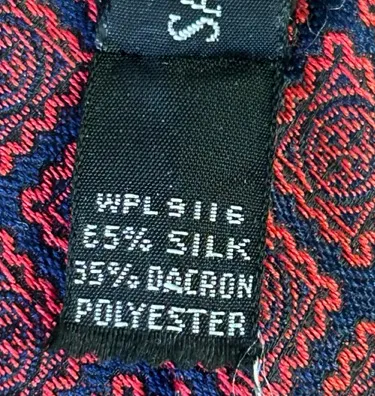 WPL 9116
65% SILK
35% DACRON
POLYESTER